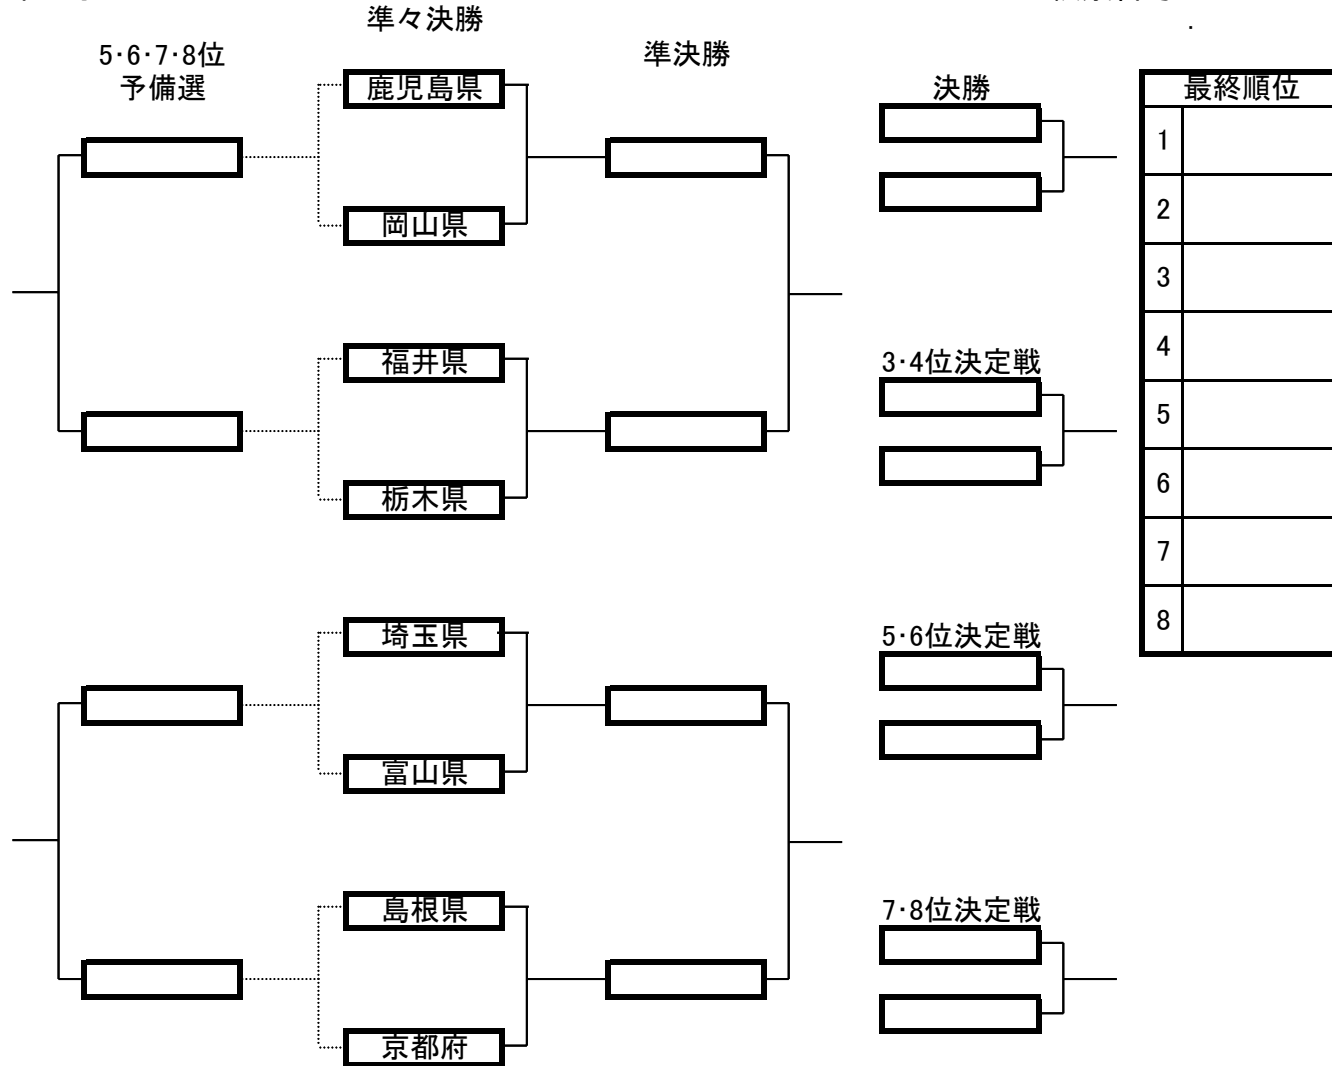 準々決勝
5・6・7・8位
予備選
準決勝
決勝
最終順位
鹿児島県
岡山県
福井県
栃木県
埼玉県
富山県
島根県
京都府
3・4位決定戦
5・6位決定戦
7・8位決定戦
1
2
3
4
5
6
7
8